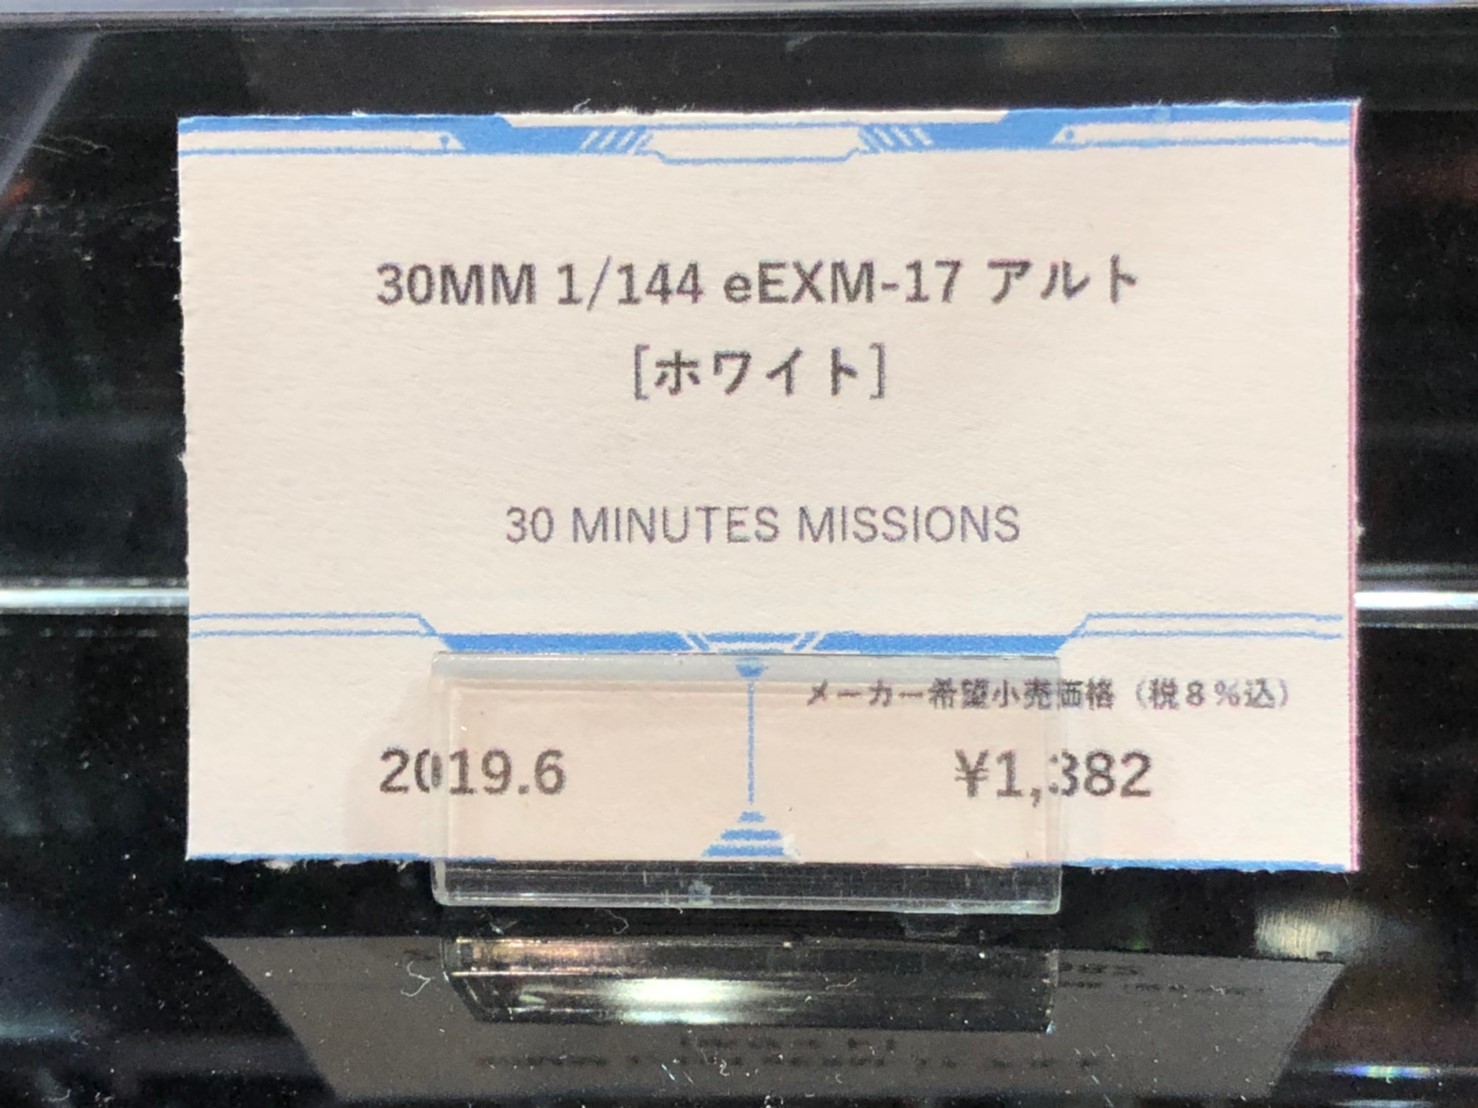 30MM 1/144 eEXM-17 アルト
[ホワイト]
30 MINUTES MISSIONS
メーカー希望小売価格（税８％込）
2019.6
¥1,382